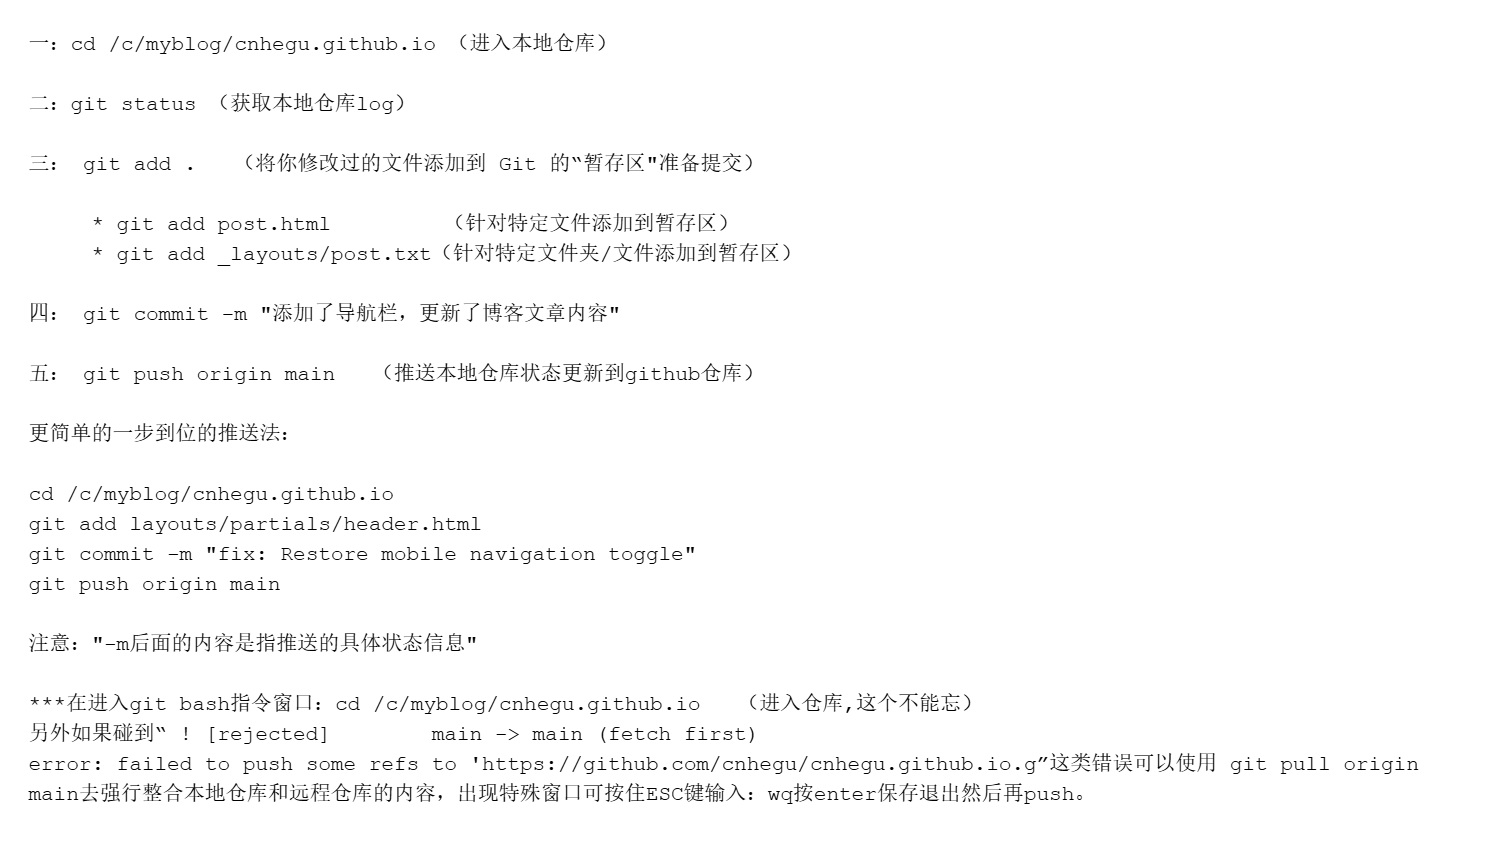 一：cd /c/myblog/cnhegu.github.io （进入本地仓库）
二：git status （获取本地仓库log）
三： git add .   （将你修改过的文件添加到 Git 的“暂存区"准备提交）
* git add post.html         （针对特定文件添加到暂存区）
* git add _layouts/post.txt（针对特定文件夹/文件添加到暂存区）
四： git commit -m "添加了导航栏，更新了博客文章内容"
五： git push origin main   （推送本地仓库状态更新到github仓库）
更简单的一步到位的推送法：
cd /c/myblog/cnhegu.github.io
git add layouts/partials/header.html
git commit -m "fix: Restore mobile navigation toggle"
git push origin main
注意："-m后面的内容是指推送的具体状态信息"
***在进入git bash指令窗口：cd /c/myblog/cnhegu.github.io   （进入仓库,这个不能忘）
另外如果碰到“ ! [rejected]        main -> main (fetch first)
error: failed to push some refs to 'https://github.com/cnhegu/cnhegu.github.io.g”这类错误可以使用 git pull origin
main去强行整合本地仓库和远程仓库的内容，出现特殊窗口可按住ESC键输入：wq按enter保存退出然后再push。